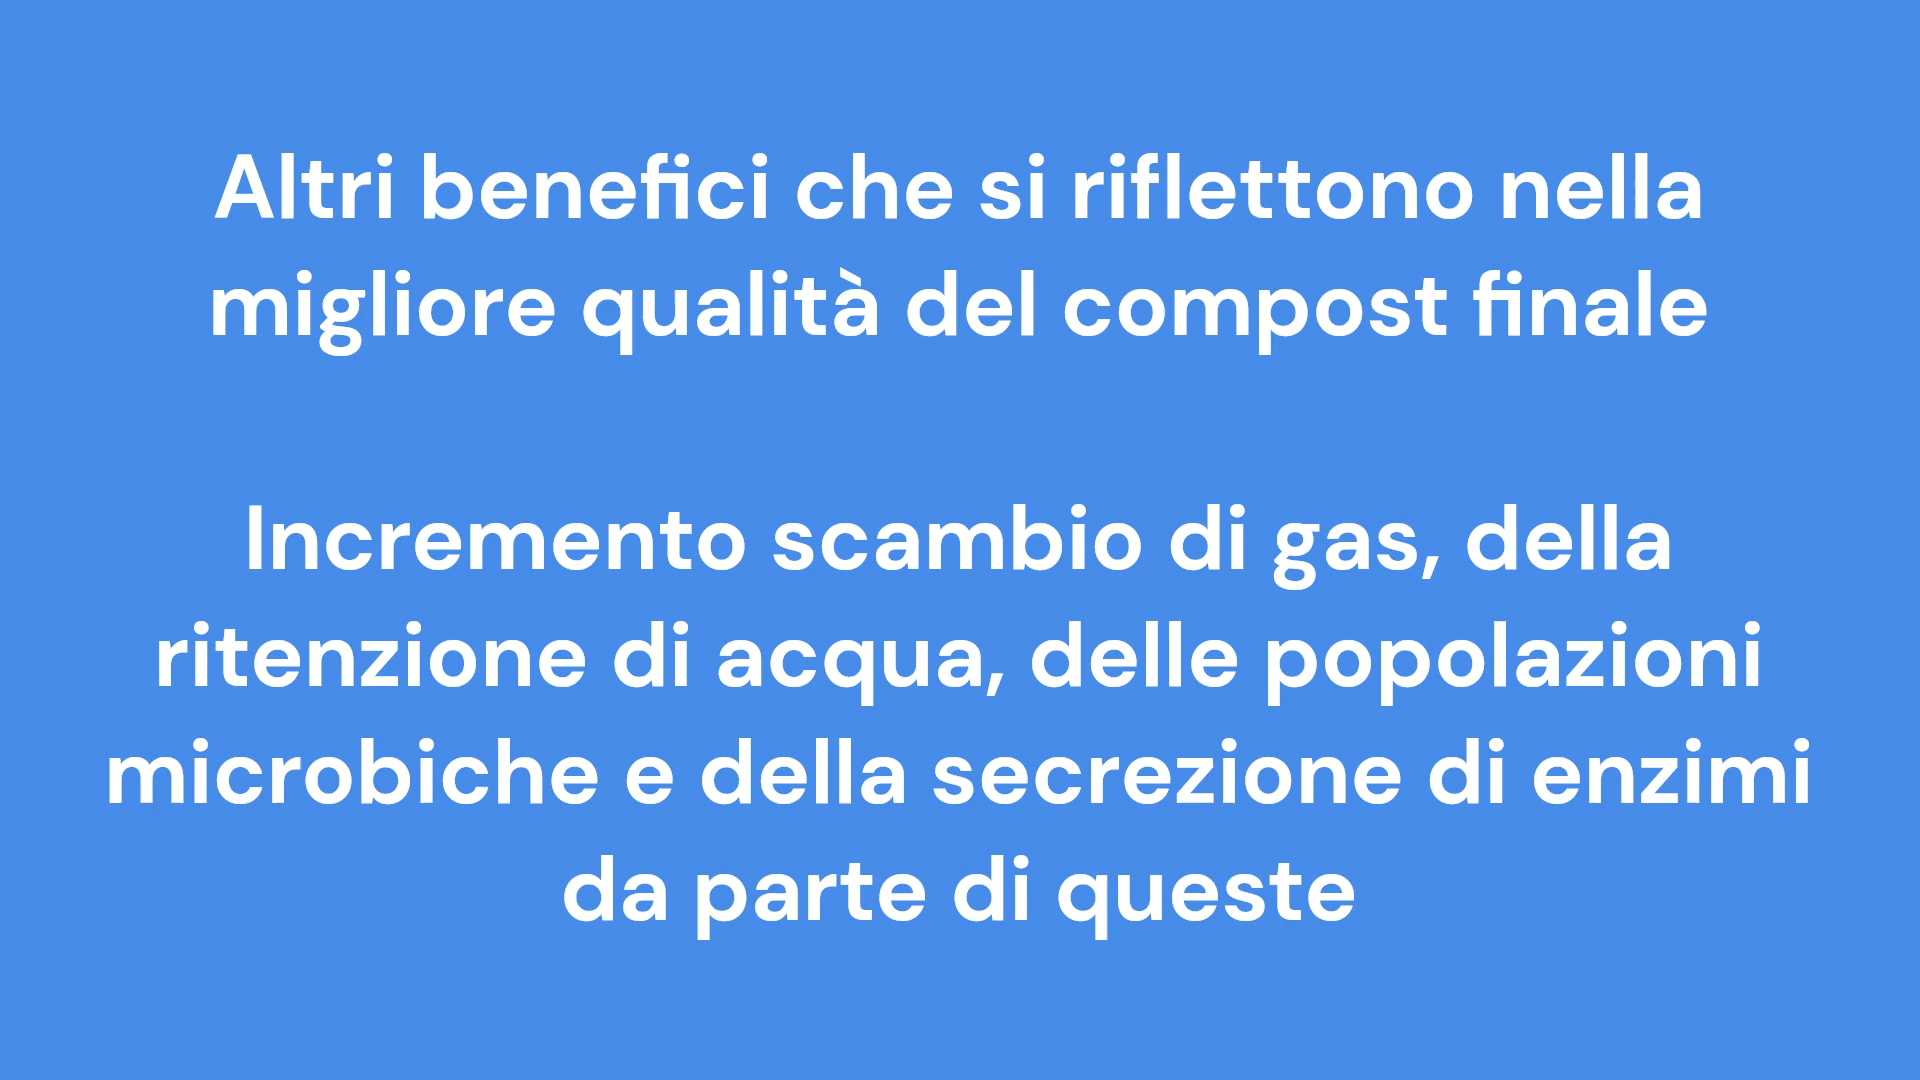 Altri benefici che si riflettono nella
migliore qualità del compost finale
Incremento scambio di gas, della
ritenzione di acqua, delle popolazioni
microbiche e della secrezione di enzimi
da parte di queste